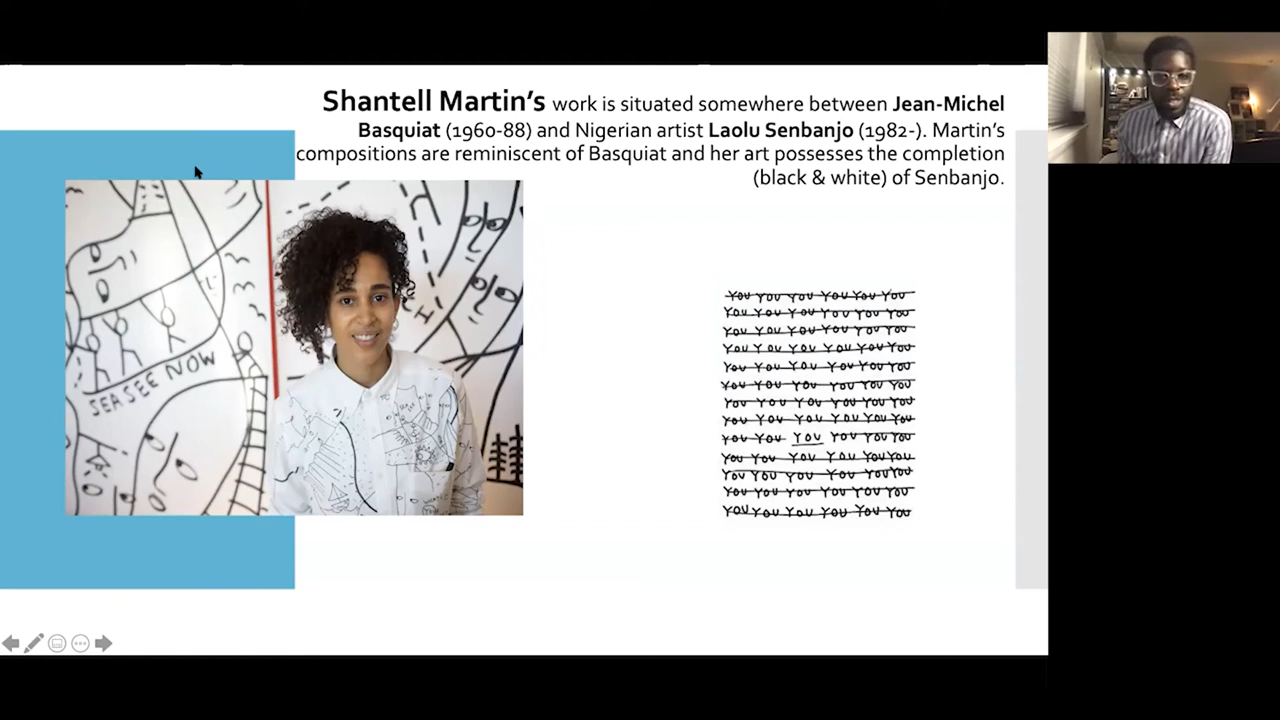 Shantell Martin's work is situated somewhere between Jean-Michel
Basquiat (1960-88) and Nigerian artist Laolu Senbanjo (1982-). Martin's
compositions are reminiscent of Basquiat and her art possesses the completion
(black & white) of Senbanjo.
SEA SEE NOW
YOU YOU YOU YOU YOU YOU
YOU YOU YOU YOU YOU YOU
YOU YOU YOU YOU YOU YOU
YOU YOU YOU YOU YOU YOU
YOU YOU YOU YOU YOU YOU
YOU YOU YOU YOU YOU YOU
YOU YOU YOU YOU YOU YOU
YOU YOU YOU YOU YOU YOU
YOU YOU YOU YOU YOU YOU
YOU YOU YOU YOU YOU YOU
YOU YOU YOU YOU YOU YOU
YOU YOU YOU YOU YOU YOU
YOU YOU YOU YOU YOU YOU